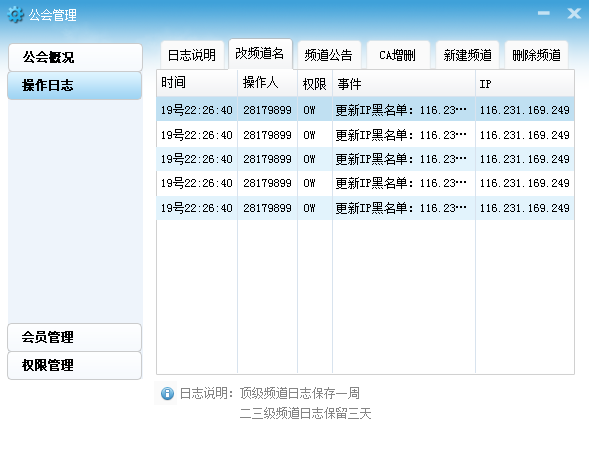 公会管理
公会概况
操作日志
会员管理
权限管理
日志说明 改频道名 频道公告 CA增删 新建频道 删除频道
时间 操作人 权限 事件 IP
19号22:26:40 28179899 OW 更新IP黑名单：116.23… 116.231.169.249
19号22:26:40 28179899 OW 更新IP黑名单：116.23… 116.231.169.249
19号22:26:40 28179899 OW 更新IP黑名单：116.23… 116.231.169.249
19号22:26:40 28179899 OW 更新IP黑名单：116.23… 116.231.169.249
19号22:26:40 28179899 OW 更新IP黑名单：116.23… 116.231.169.249
日志说明：顶级频道日志保存一周
二三级频道日志保留三天